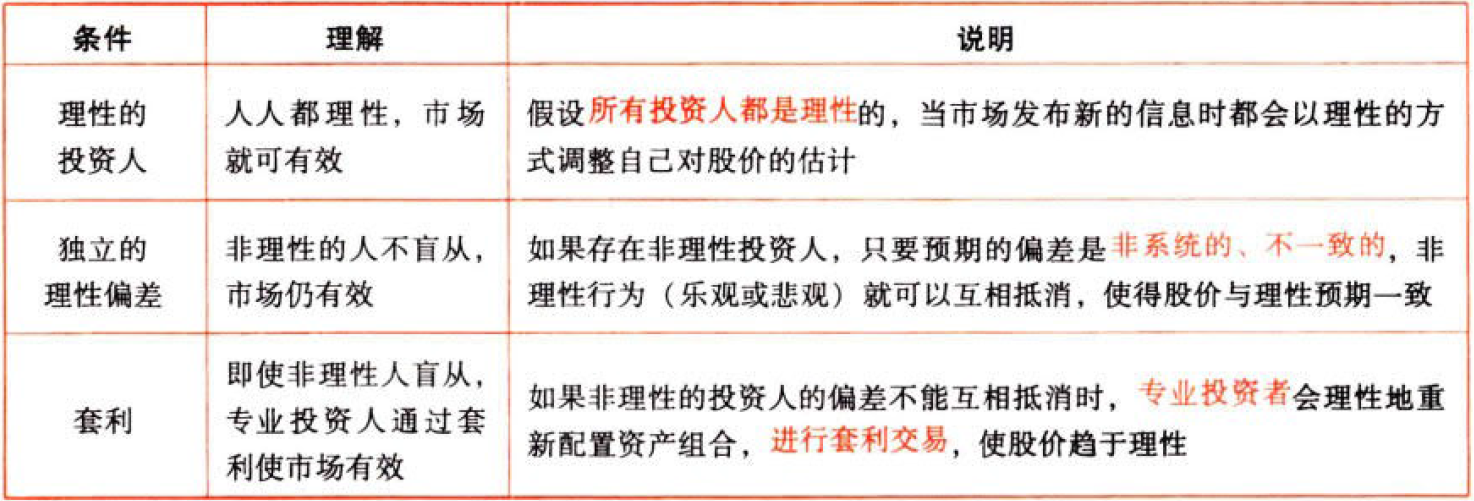 条件 理解 说明
理性的
投资人
人人都理性，市场
就可有效
假设所有投资人都是理性的，当市场发布新的信息时都会以理性的方
式调整自己对股价的估计
独立的
非理性偏差
非理性的人不盲从，
市场仍有效
如果存在非理性投资人，只要预期的偏差是非系统的、不一致的，非
理性行为（乐观或悲观）就可以互相抵消，使得股价与理性预期一致
套利
即使非理性人盲从，
专业投资人通过套
利使市场有效
如果非理性的投资人的偏差不能互相抵消时，专业投资者会理性地重
新配置资产组合，进行套利交易，使股价趋于理性